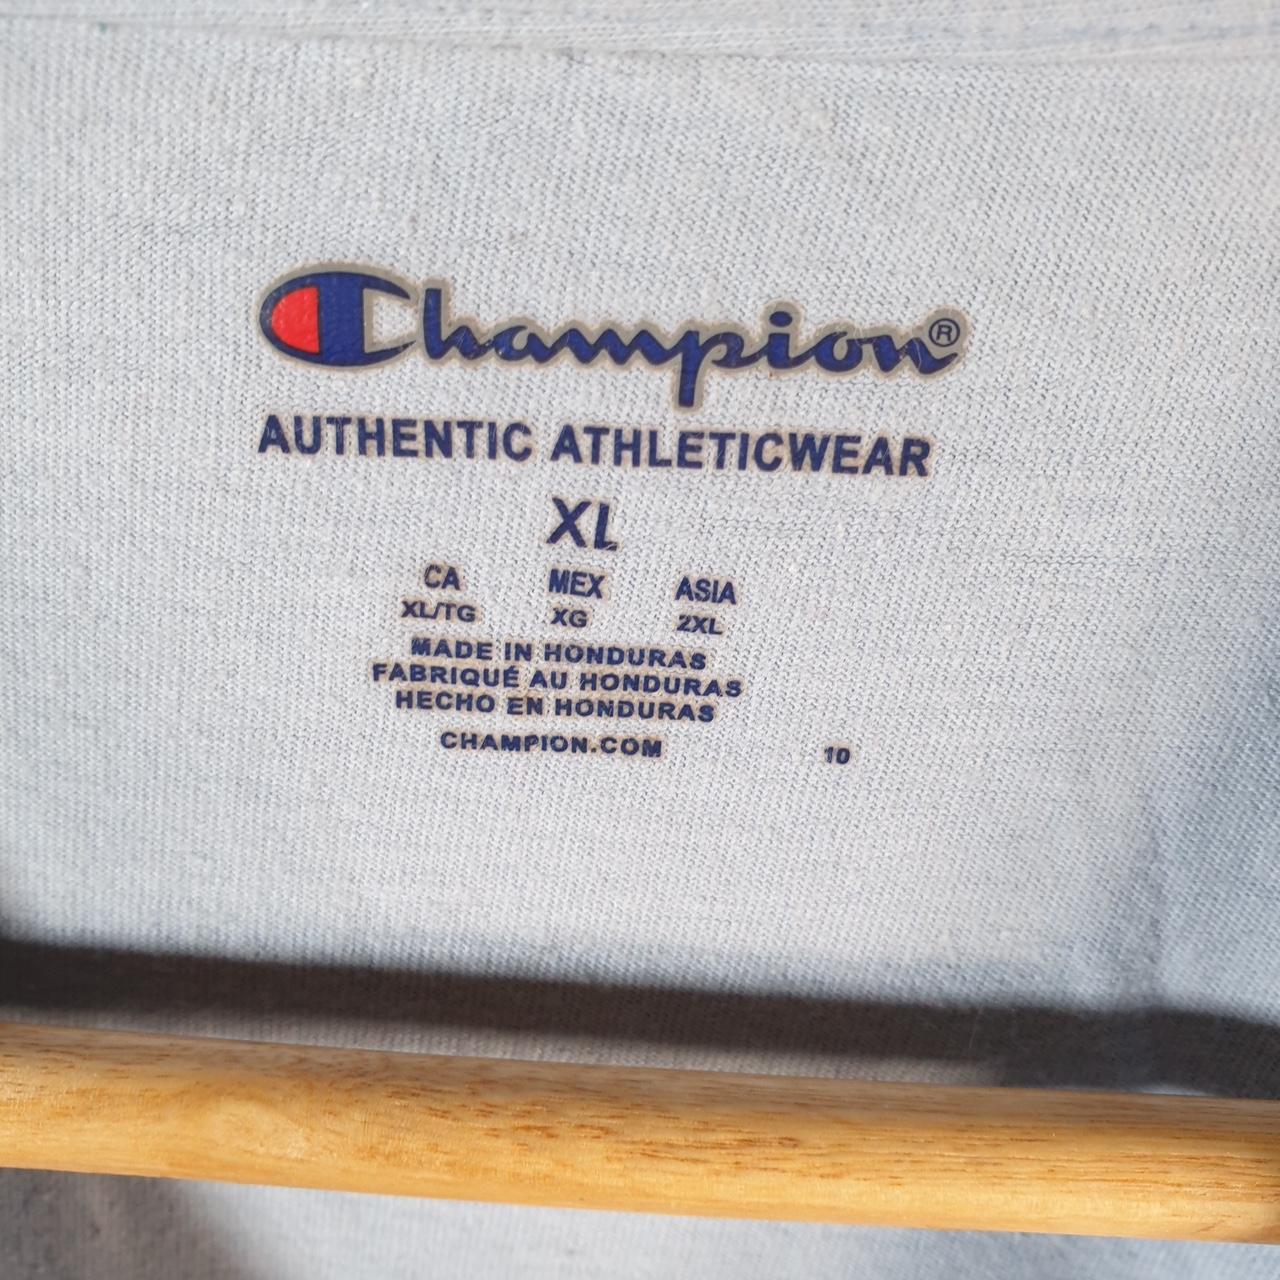 Champion®
AUTHENTIC ATHLETICWEAR
XL
CA MEX ASIA
XL/TG XG 2XL
MADE IN HONDURAS
FABRIQUÉ AU HONDURAS
HECHO EN HONDURAS
CHAMPION.COM 10